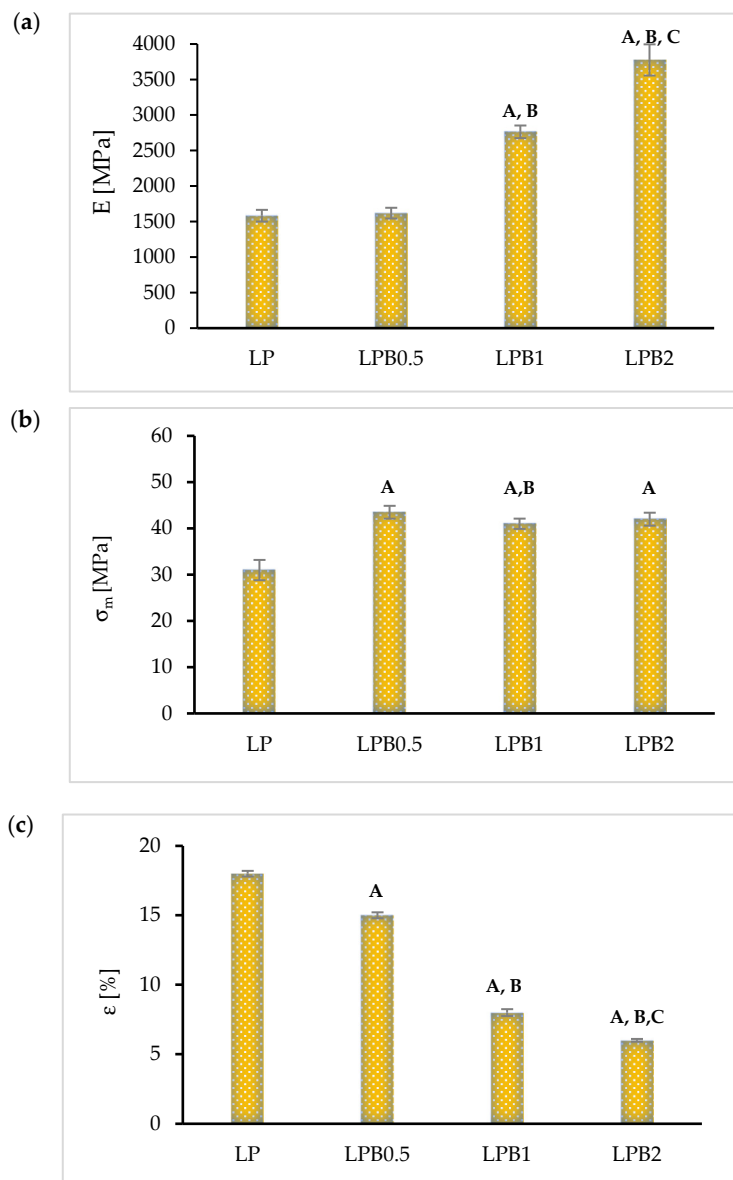 (a)
E [MPa]
4000
3500
3000
2500
2000
1500
1000
500
0
A, B
A, B, C
LP LPB0.5 LPB1 LPB2
(b)
σm [MPa]
60
50
40
30
20
10
0
A
A,B
A
LP LPB0.5 LPB1 LPB2
(c)
ε [%]
20
15
10
5
0
A
A, B
A, B,C
LP LPB0.5 LPB1 LPB2